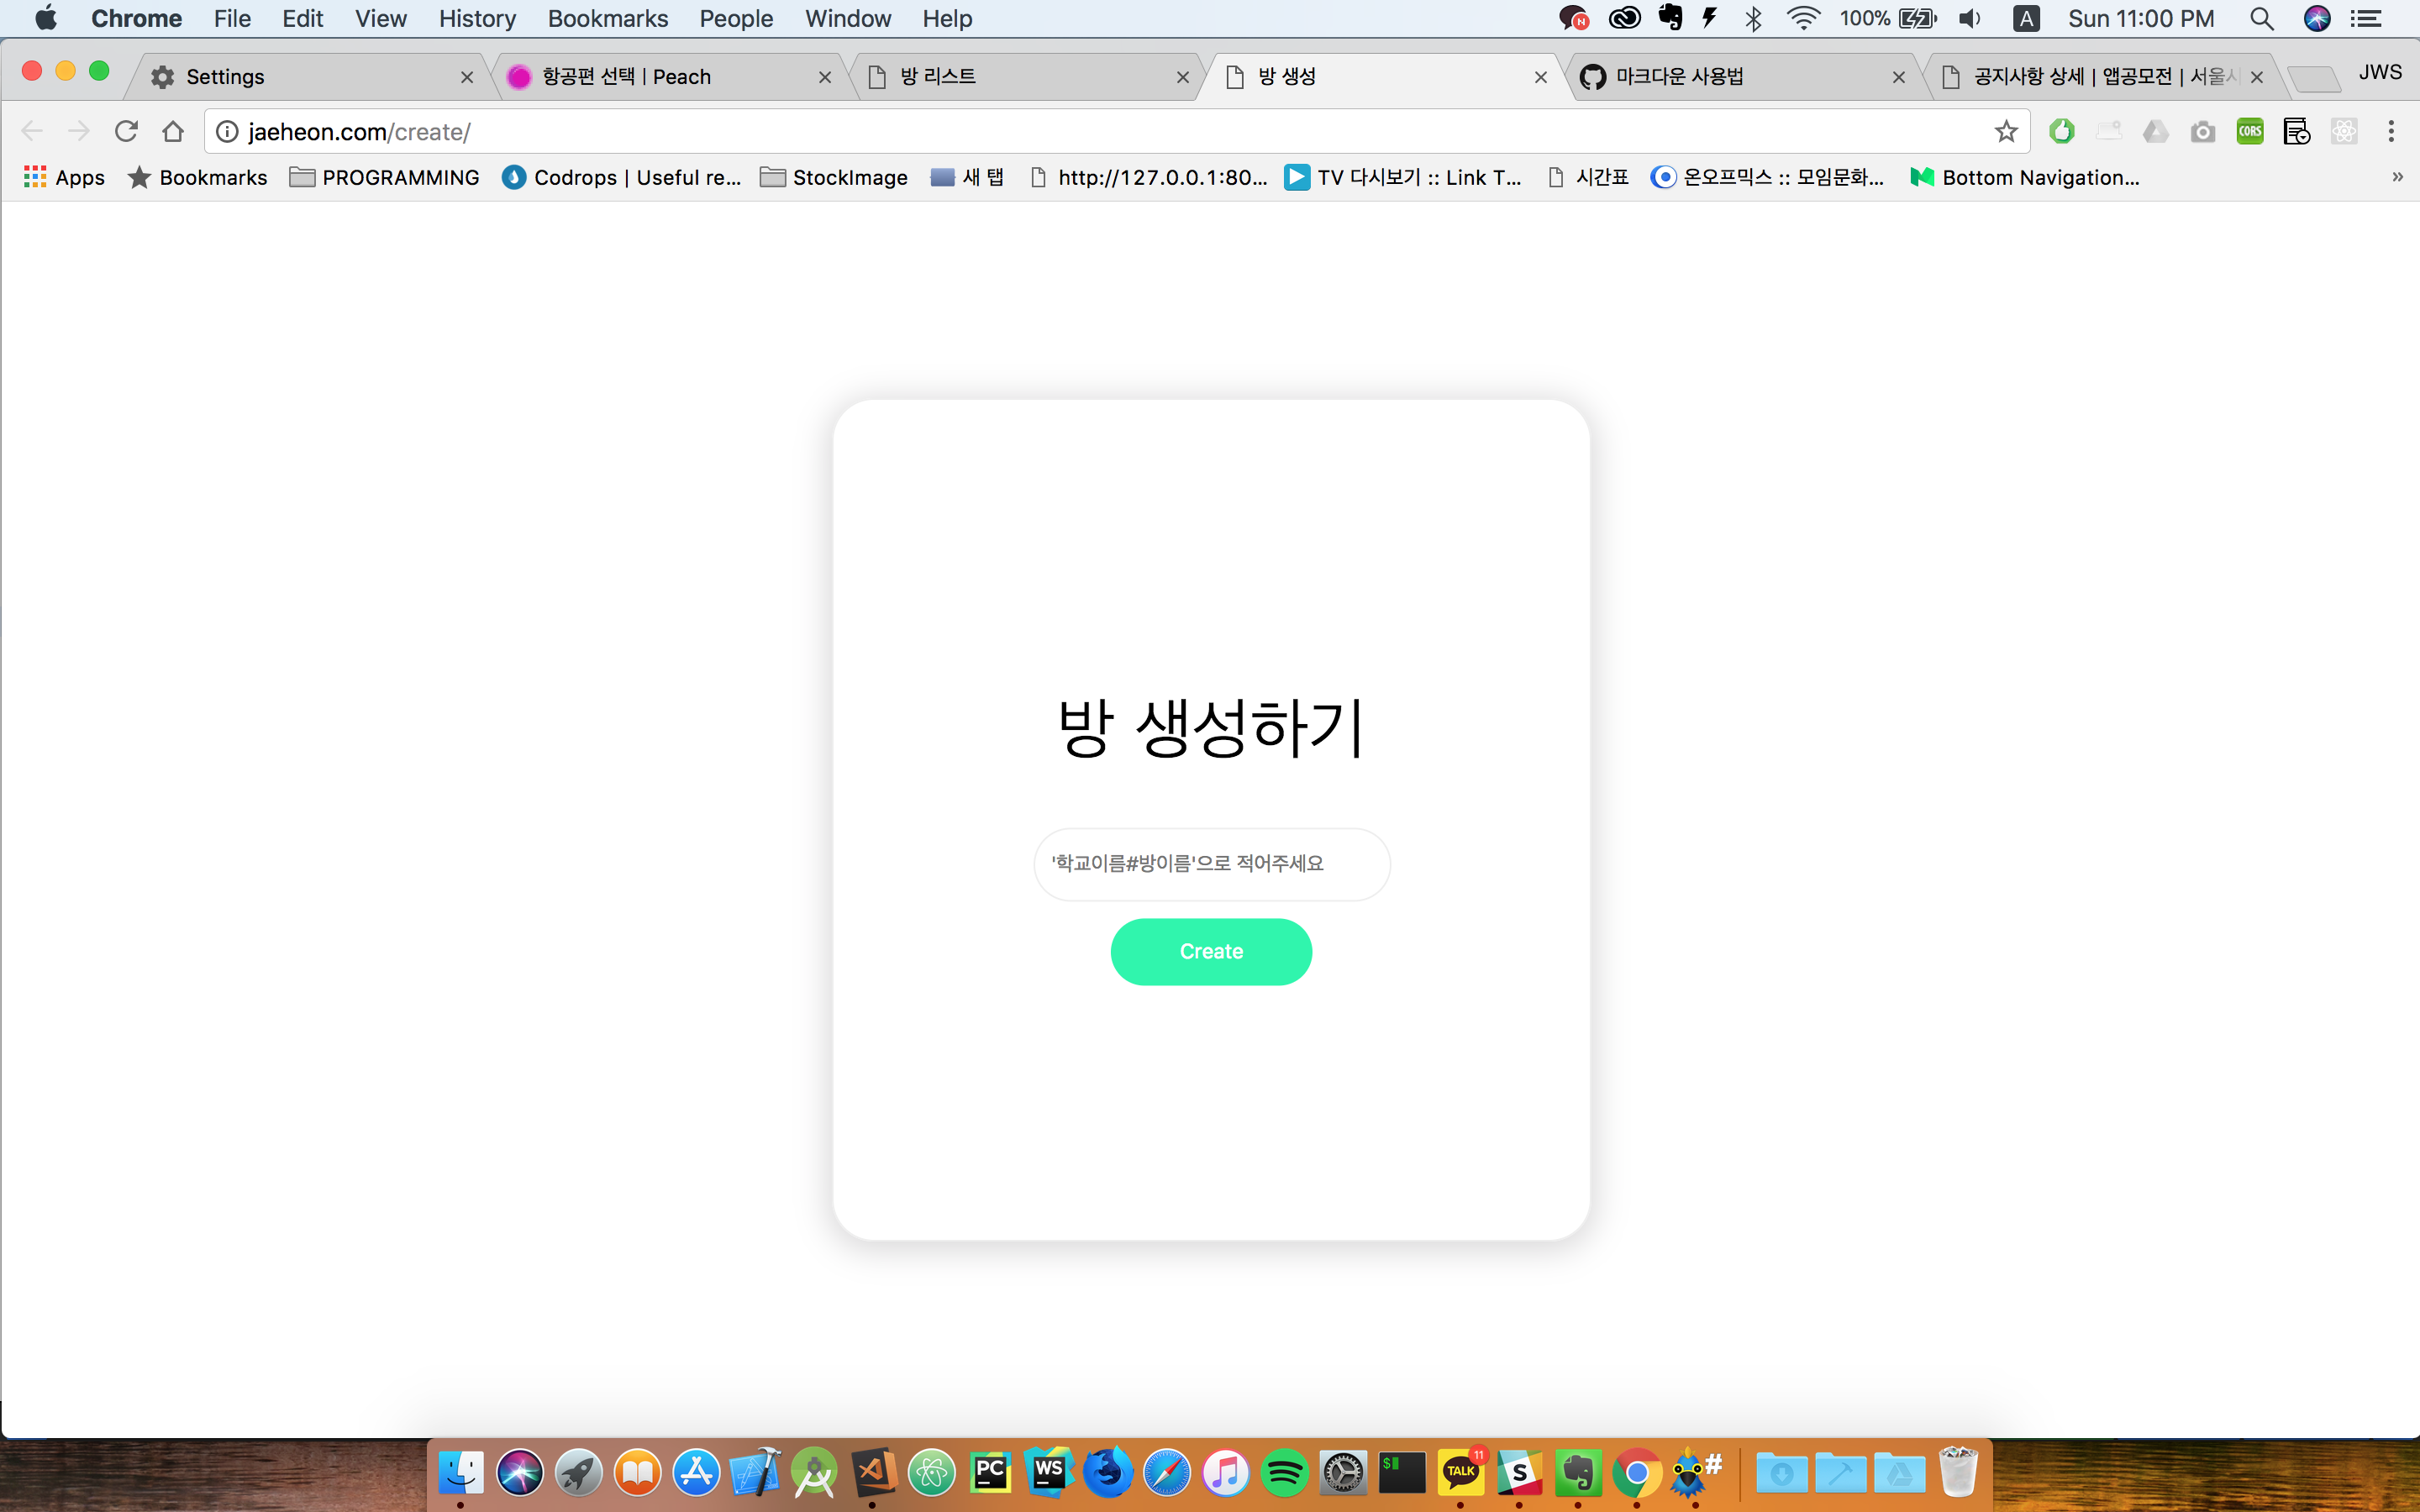 Chrome File Edit View History Bookmarks People Window Help 100% A Sun 11:00 PM
Settings 항공편 선택 | Peach 방 리스트 방 생성 마크다운 사용법 공지사항 상세 | 앱공모전 | 서울시 JWS
jaeheon.com/create/ CORS
Apps Bookmarks PROGRAMMING Codrops | Useful re... StockImage 새 탭 http://127.0.0.1:80... TV 다시보기 :: Link T... 시간표 온오프믹스 :: 모임문화... Bottom Navigation... »
방 생성하기
'학교이름#방이름'으로 적어주세요
Create
PC WS $ TALK 11 S #